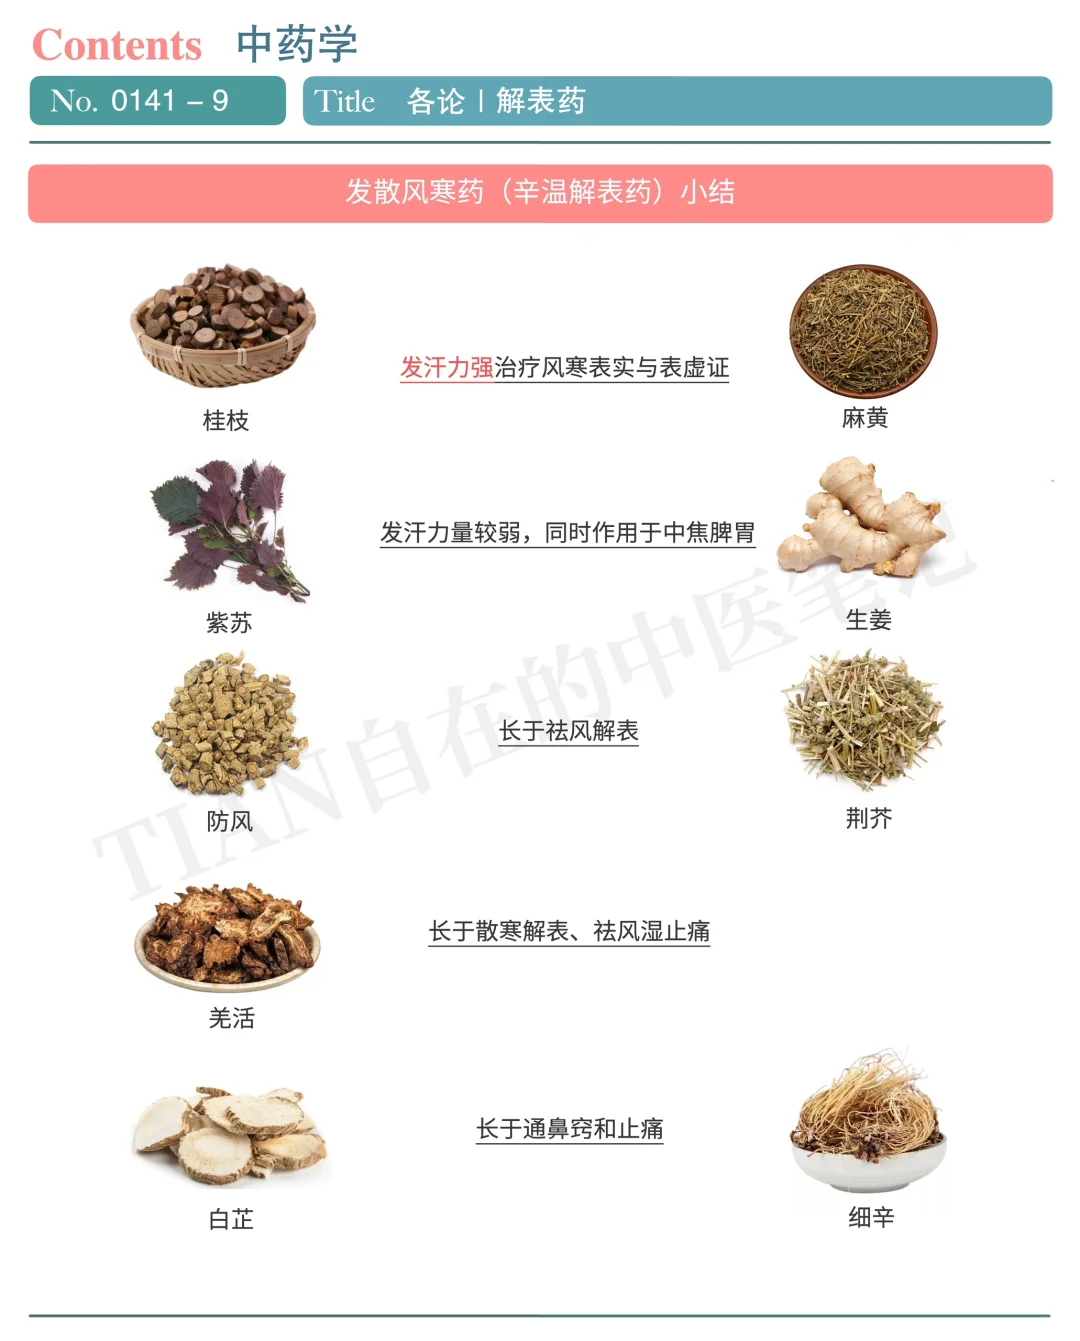 Contents 中药学
No. 0141 – 9
Title 各论 | 解表药
发散风寒药（辛温解表药）小结
发汗力强治疗风寒表实与表虚证
桂枝
麻黄
发汗力量较弱，同时作用于中焦脾胃
紫苏
生姜
长于祛风解表
防风
荆芥
长于散寒解表、祛风湿止痛
羌活
长于通鼻窍和止痛
白芷
细辛
TIAN自在的中医笔记